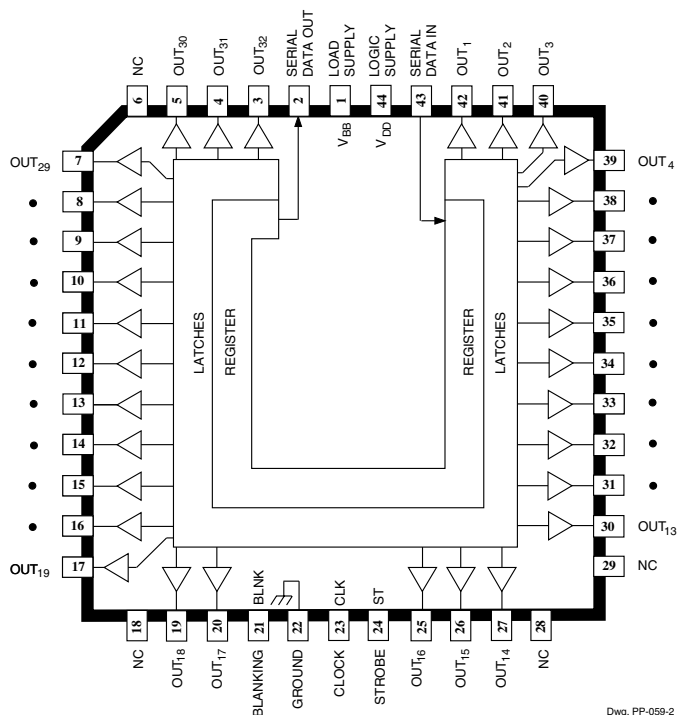 NC
OUT30
OUT31
OUT32
SERIAL
DATA OUT
LOAD
SUPPLY
LOGIC
SUPPLY
SERIAL
DATA IN
OUT1
OUT2
OUT3
6
5
4
3
2
1
44
43
42
41
40
VBB
VDD
OUT29
7
8
9
10
11
12
13
14
15
16
OUT19
17
LATCHES
REGISTER
REGISTER
LATCHES
39
OUT4
38
37
36
35
34
33
32
31
30
OUT13
29
NC
BLNK
CLK
ST
18
19
20
21
22
23
24
25
26
27
28
NC
OUT18
OUT17
BLANKING
GROUND
CLOCK
STROBE
OUT16
OUT15
OUT14
NC
Dwg. PP-059-2